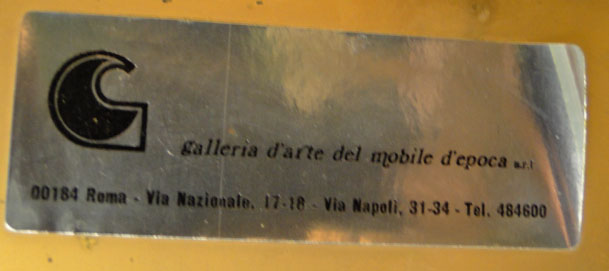 galleria d'arte del mobile d'epoca s.r.l
00184 Roma - Via Nazionale, 17-18 - Via Napoli, 31-34 - Tel. 484600